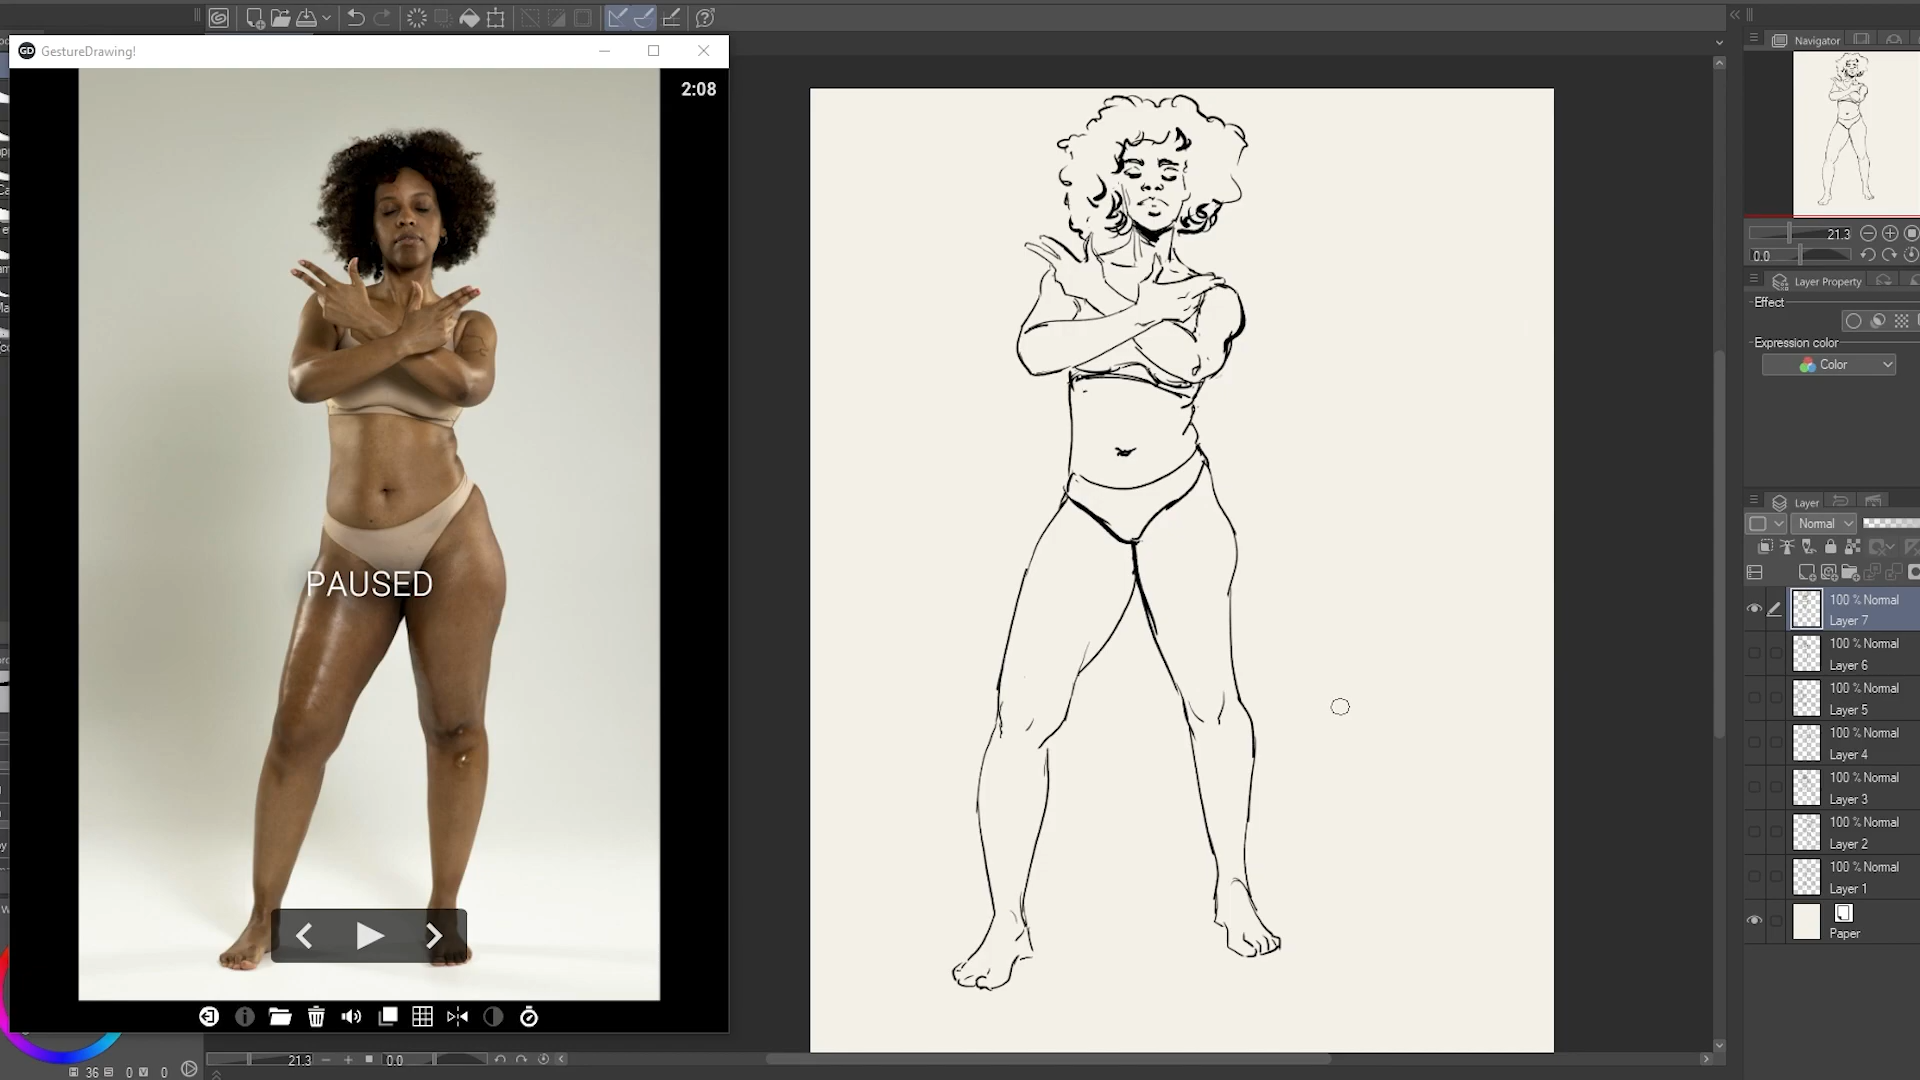 GD GestureDrawing!
2:08
PAUSED
Navigator
21.3
0.0
Layer Property
Effect
Expression color
Color
Layer
Normal
100 % Normal
Layer 7
100 % Normal
Layer 6
100 % Normal
Layer 5
100 % Normal
Layer 4
100 % Normal
Layer 3
100 % Normal
Layer 2
100 % Normal
Layer 1
Paper
21.3
0.0
H 36 S 0 V 0